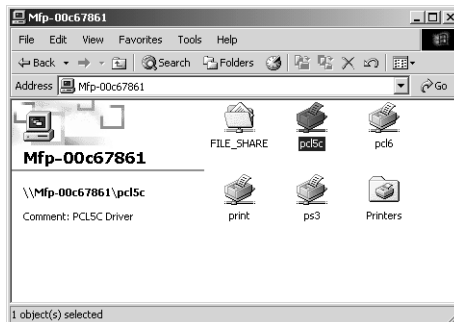 Mfp-00c67861
File Edit View Favorites Tools Help
Back Search Folders
Address Mfp-00c67861 Go
FILE_SHARE pcl5c pcl6
Mfp-00c67861
\\Mfp-00c67861\pcl5c
Comment: PCL5C Driver
print ps3 Printers
1 object(s) selected